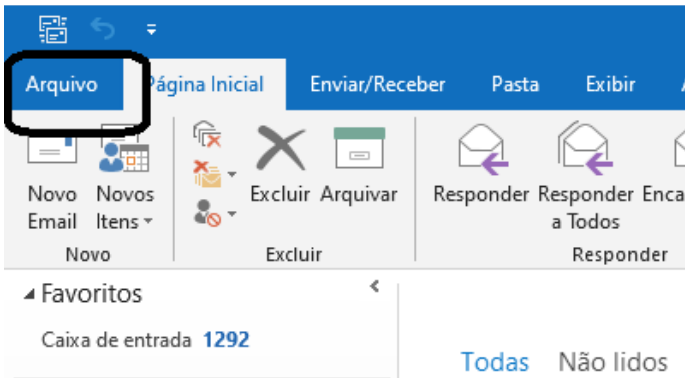 Arquivo Página Inicial Enviar/Receber Pasta Exibir
Novo Novos Excluir Arquivar Responder Responder
Email Itens a Todos
Novo Excluir Responder
Favoritos
Caixa de entrada 1292
Todas Não lidos